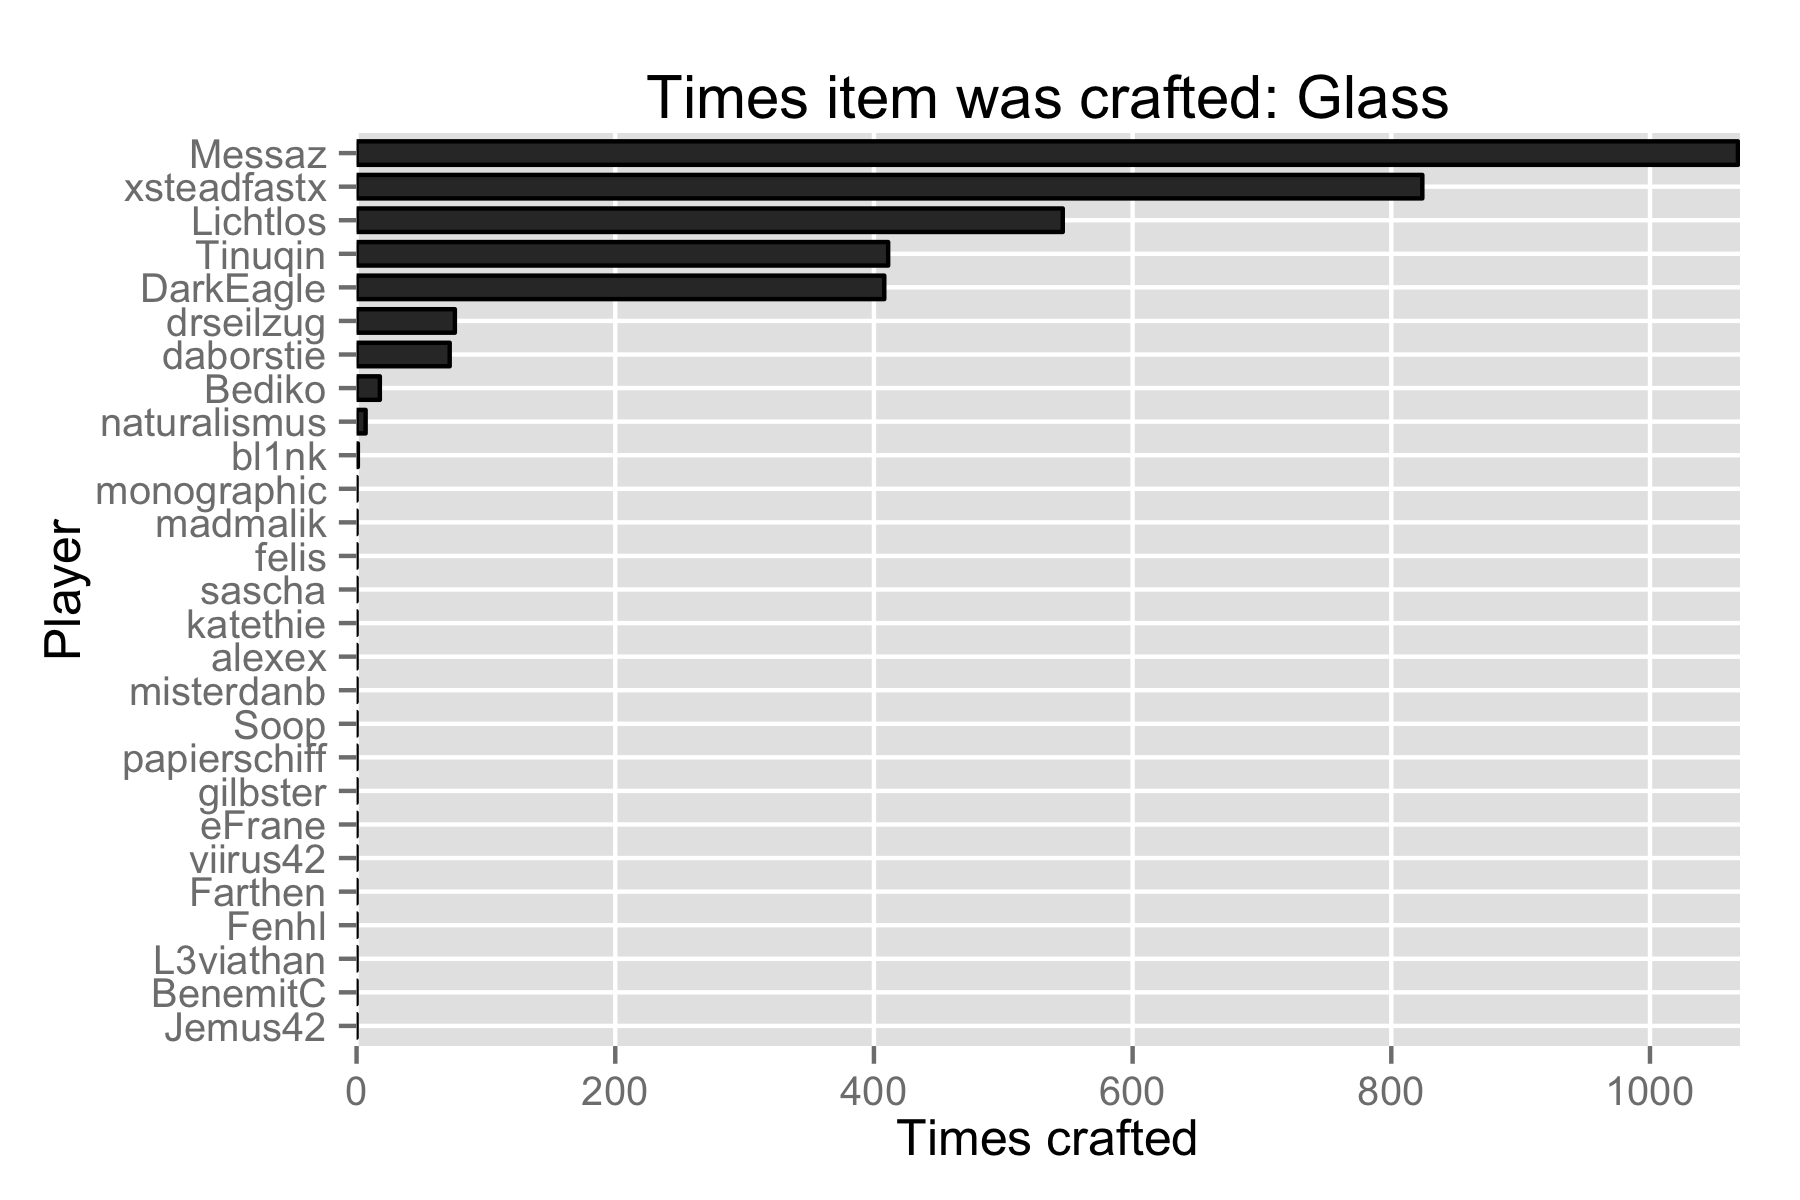 Times item was crafted: Glass
Messaz
xsteadfastx
Lichtlos
Tinuqin
DarkEagle
drseilzug
daborstie
Bediko
naturalismus
bl1nk
monographic
madmalik
felis
sascha
katethie
alexex
misterdanb
Soop
papierschiff
gilbster
eFrane
viirus42
Farthen
Fenhl
L3viathan
BenemitC
Jemus42
Player
0 200 400 600 800 1000
Times crafted